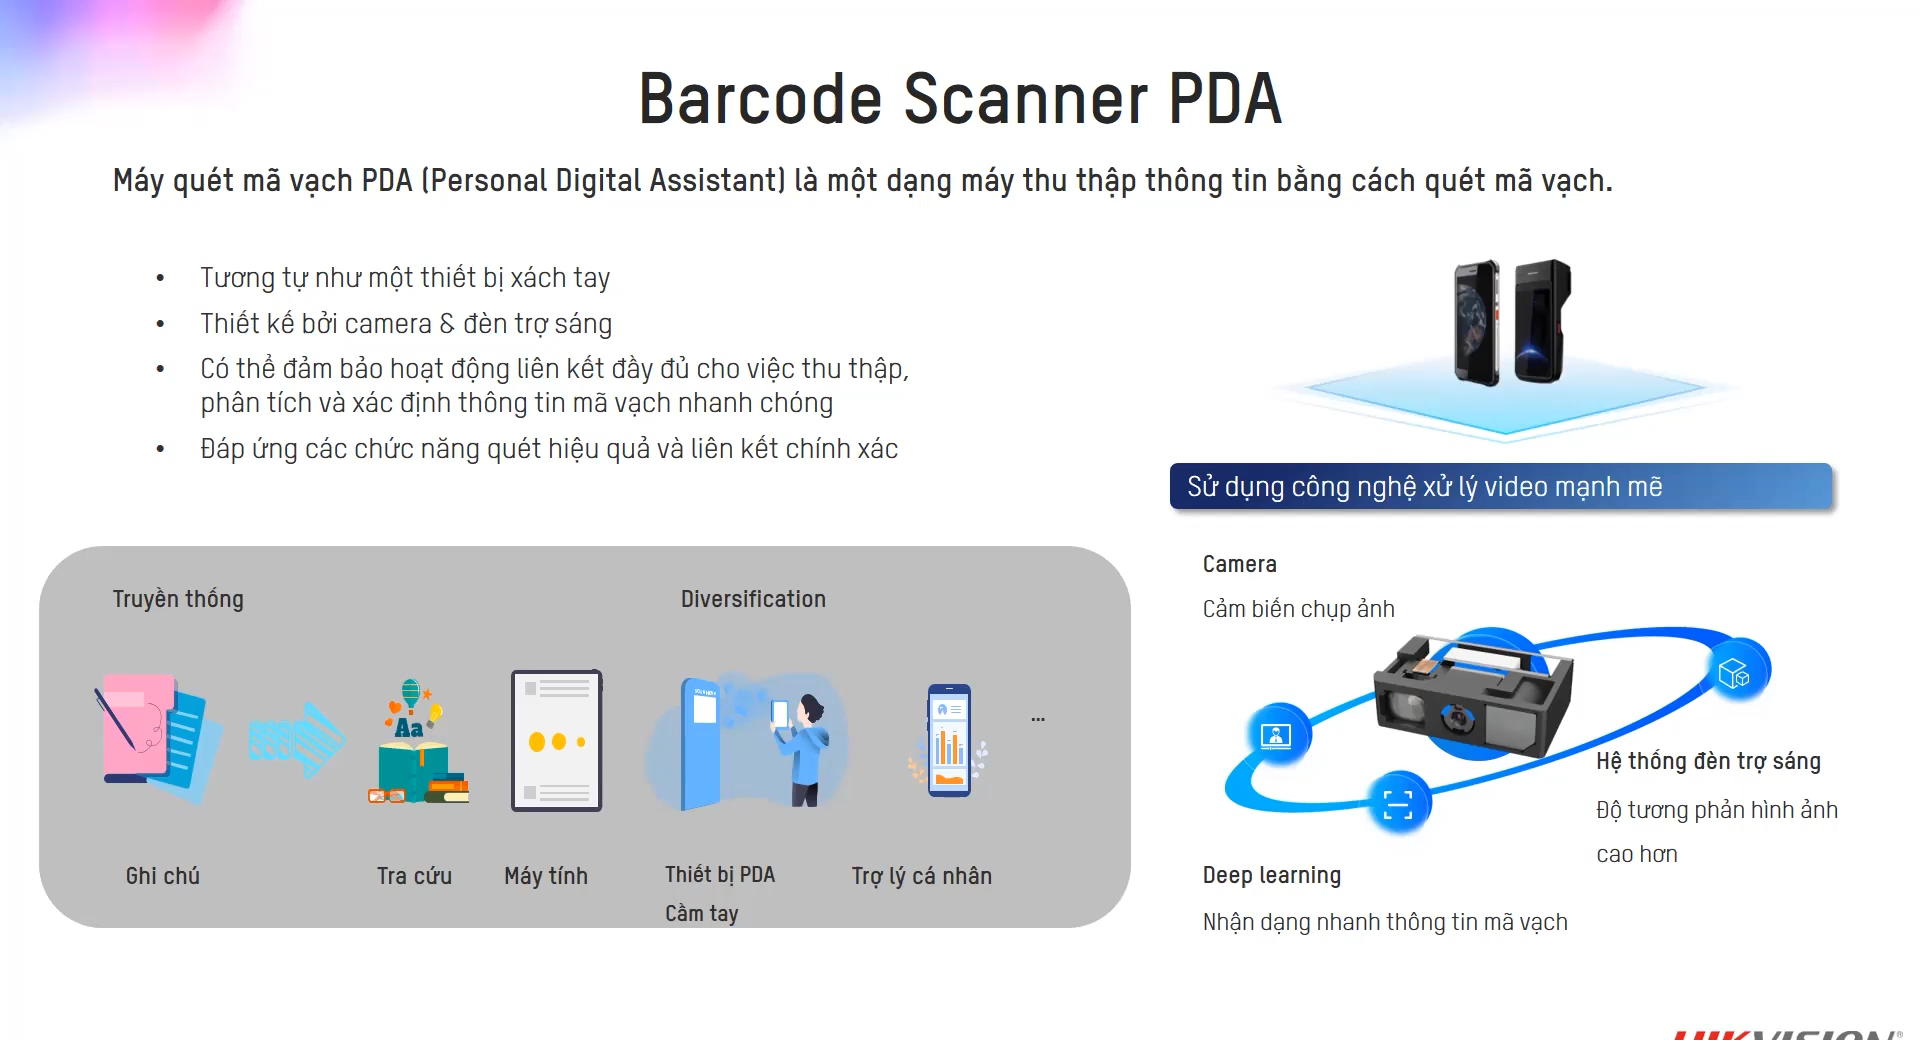 Barcode Scanner PDA
Máy quét mã vạch PDA (Personal Digital Assistant) là một dạng máy thu thập thông tin bằng cách quét mã vạch.
• Tương tự như một thiết bị xách tay
• Thiết kế bởi camera & đèn trợ sáng
• Có thể đảm bảo hoạt động liên kết đầy đủ cho việc thu thập,
phân tích và xác định thông tin mã vạch nhanh chóng
• Đáp ứng các chức năng quét hiệu quả và liên kết chính xác
Truyền thống
Diversification
Aa
...
Ghi chú
Tra cứu
Máy tính
Thiết bị PDA
Cầm tay
Trợ lý cá nhân
Sử dụng công nghệ xử lý video mạnh mẽ
Camera
Cảm biến chụp ảnh
Hệ thống đèn trợ sáng
Độ tương phản hình ảnh
cao hơn
Deep learning
Nhận dạng nhanh thông tin mã vạch
HIKVISION®